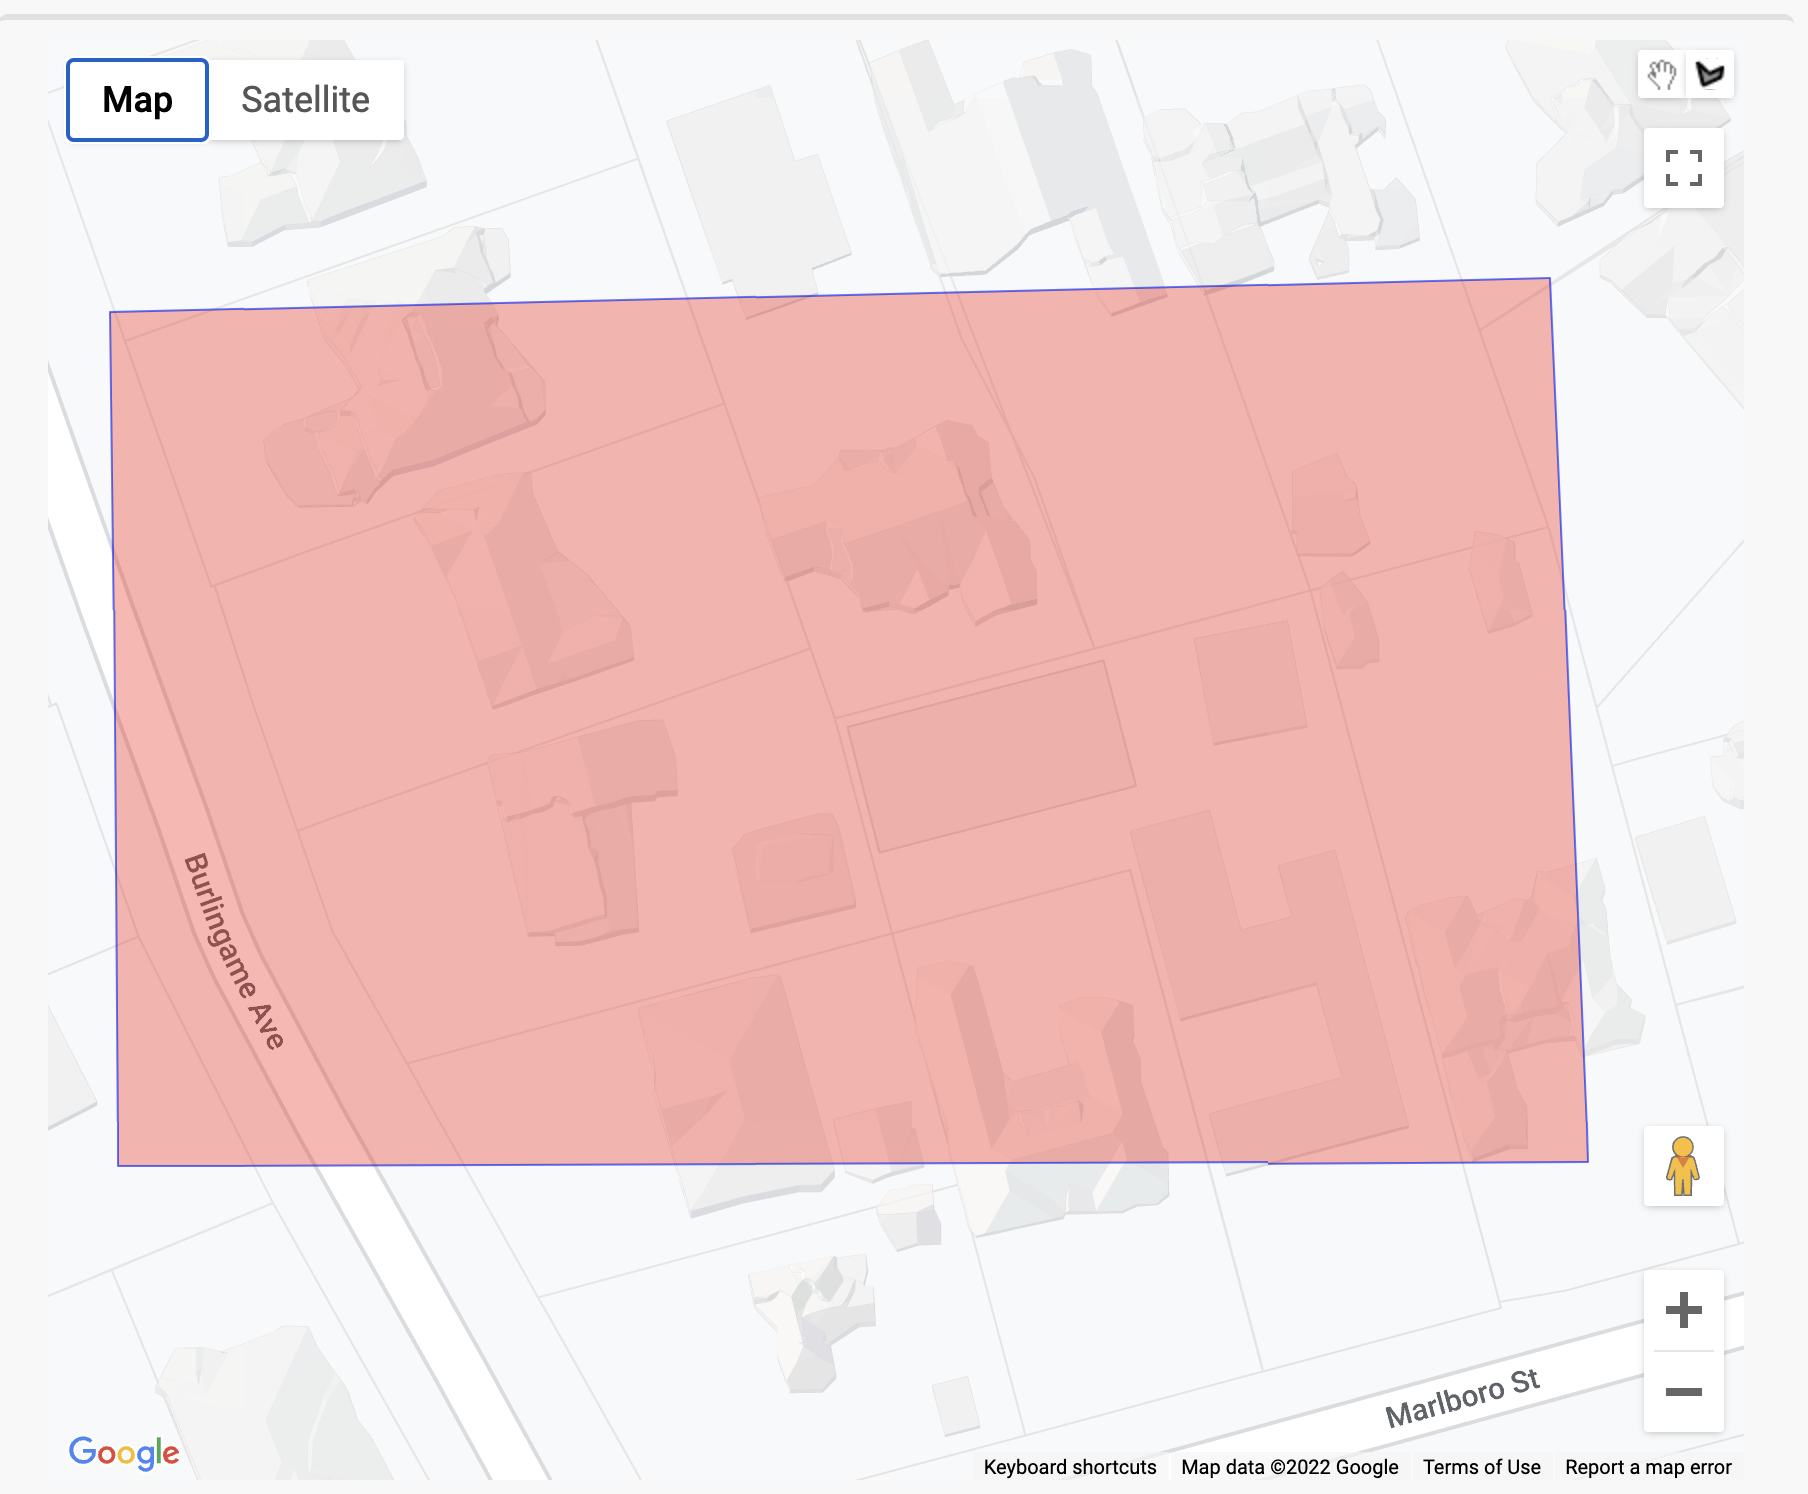 Map Satellite
Burlingame Ave
Marlboro St
Google
Keyboard shortcuts Map data ©2022 Google Terms of Use Report a map error